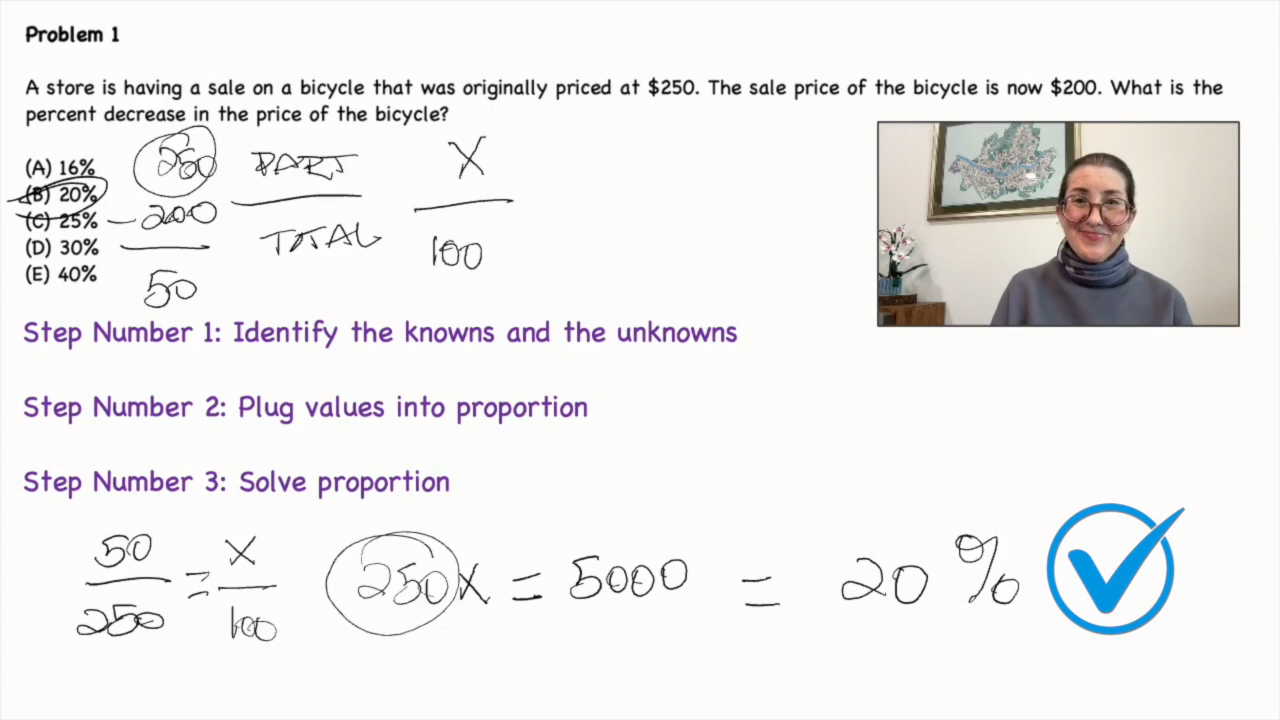 Problem 1
A store is having a sale on a bicycle that was originally priced at $250. The sale price of the bicycle is now $200. What is the
percent decrease in the price of the bicycle?
(A) 16%
(B) 20%
(C) 25%
(D) 30%
(E) 40%
250
- 200
50
PART
TOTAL
X
100
Step Number 1: Identify the knowns and the unknowns
Step Number 2: Plug values into proportion
Step Number 3: Solve proportion
50 X
= 250X = 5000 = 20%
250 100